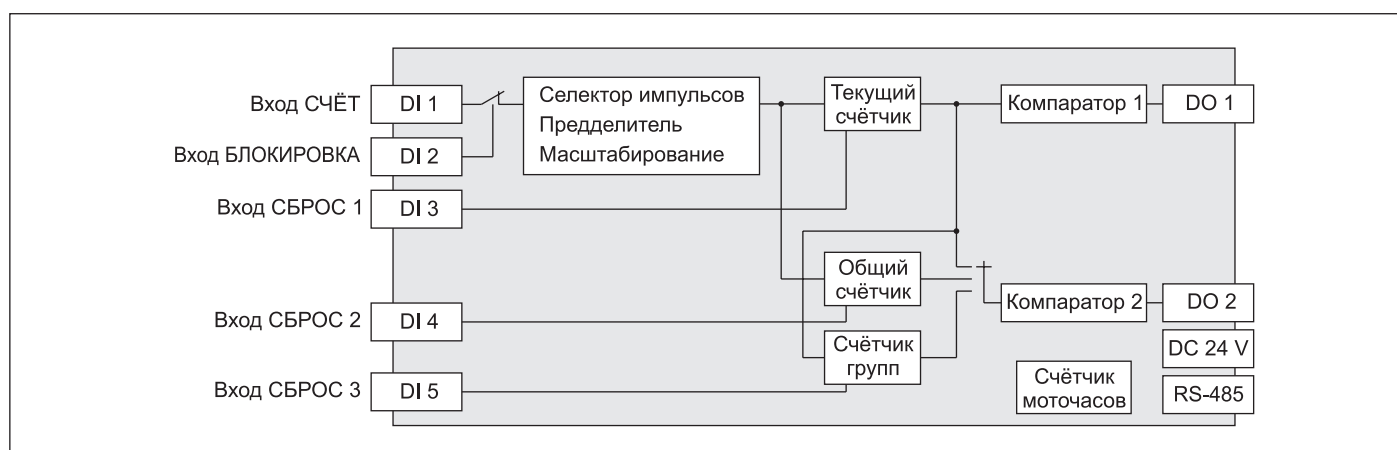 Вход СЧЁТ
DI 1
Селектор импульсов
Предделитель
Масштабирование
Текущий
счётчик
Компаратор 1
DO 1
Вход БЛОКИРОВКА
DI 2
Вход СБРОС 1
DI 3
Общий
счётчик
Компаратор 2
DO 2
Вход СБРОС 2
DI 4
Счётчик
групп
DC 24 V
Вход СБРОС 3
DI 5
Счётчик
моточасов
RS-485